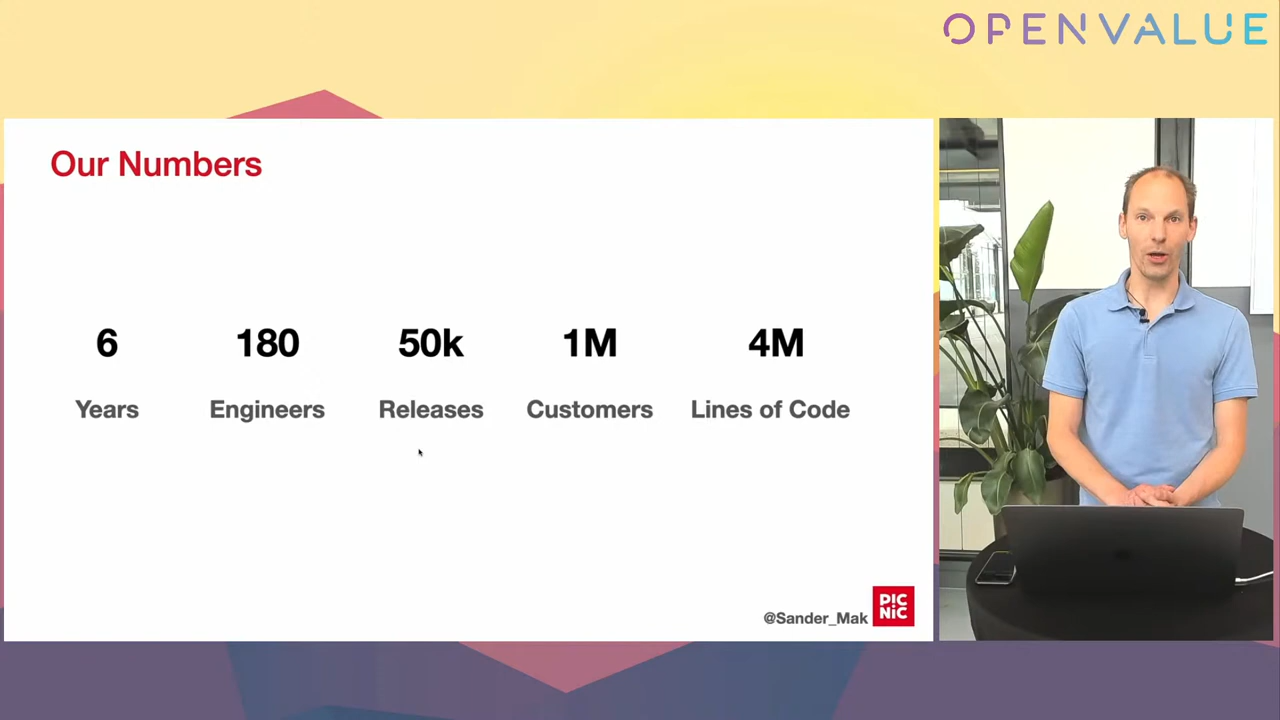 OPENVALUE
Our Numbers
6 180 50k 1M 4M
Years Engineers Releases Customers Lines of Code
@Sander_Mak
PIC
NiC